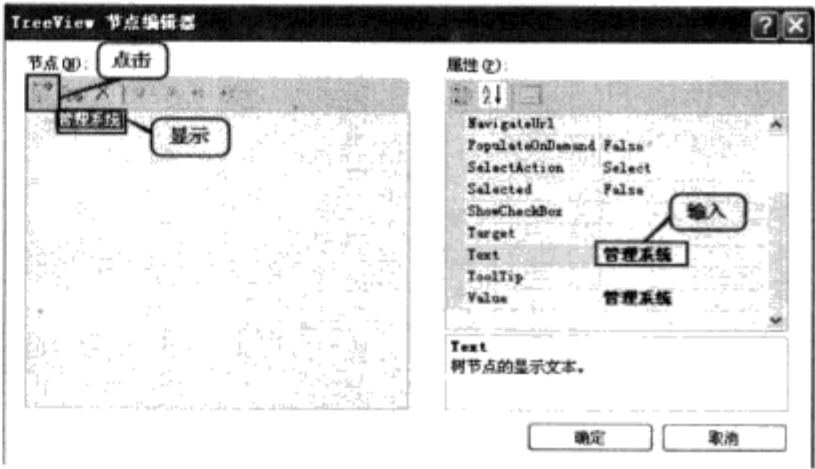 TreeView 节点编辑器
节点(N):
点击
管理系统
显示
属性(P):
NavigateUrl
PopulateOnDemand False
SelectAction Select
Selected False
ShowCheckBox
输入
Target
Text 管理系统
ToolTip
Value 管理系统
Text
树节点的显示文本。
确定
取消